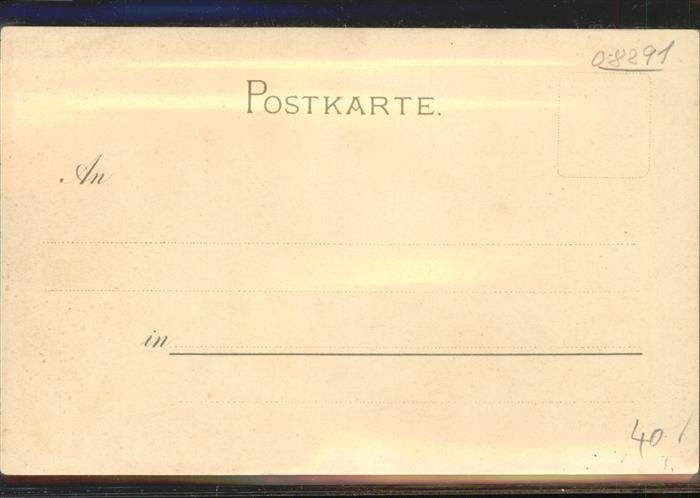 08291
POSTKARTE.
An
in
40